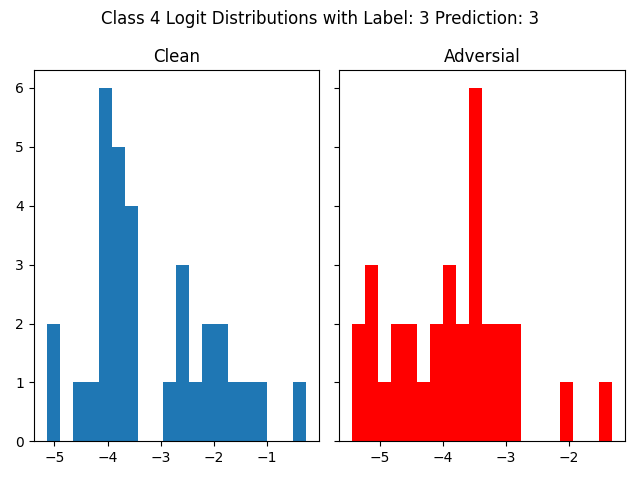 Class 4 Logit Distributions with Label: 3 Prediction: 3
Clean
Adversial
6
5
4
3
2
1
0
−5 −4 −3 −2 −1
−5 −4 −3 −2